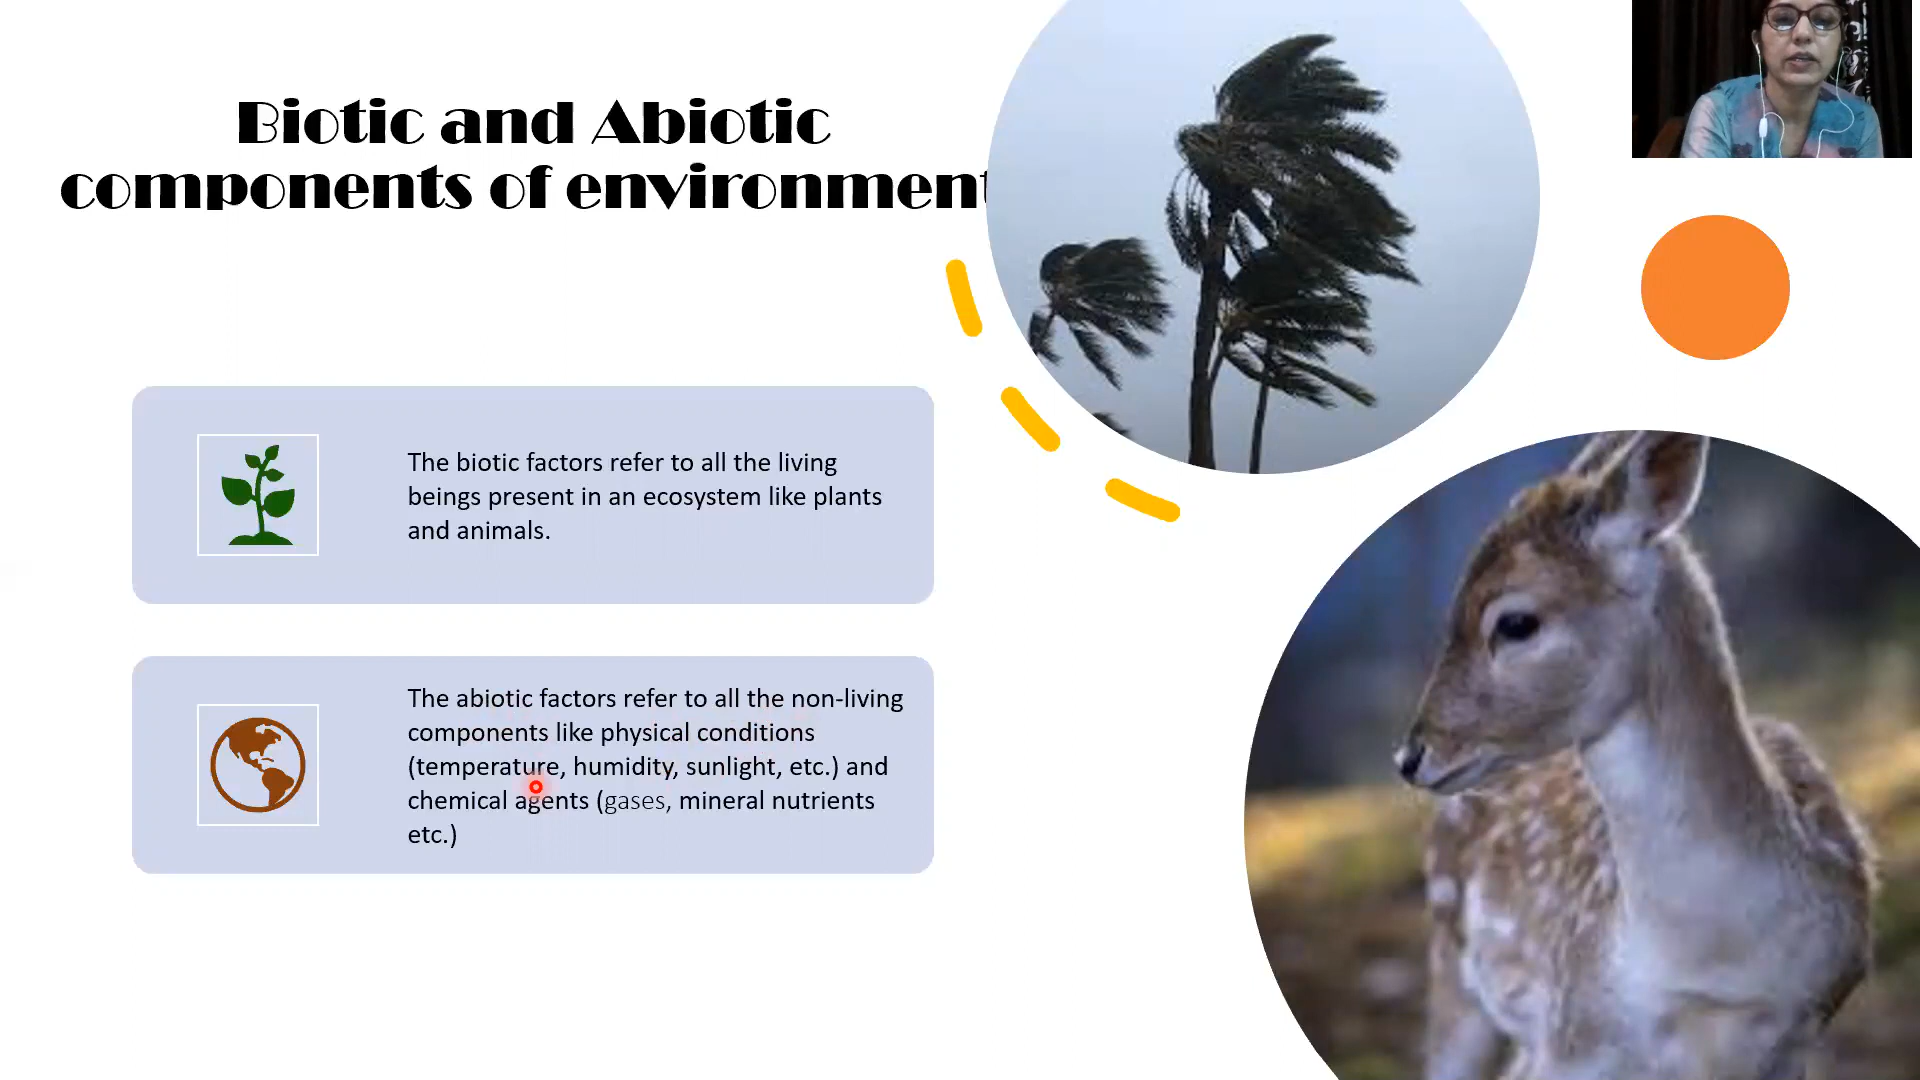 Biotic and Abiotic
components of environment
The biotic factors refer to all the living
beings present in an ecosystem like plants
and animals.
The abiotic factors refer to all the non-living
components like physical conditions
(temperature, humidity, sunlight, etc.) and
chemical agents (gases, mineral nutrients
etc.)